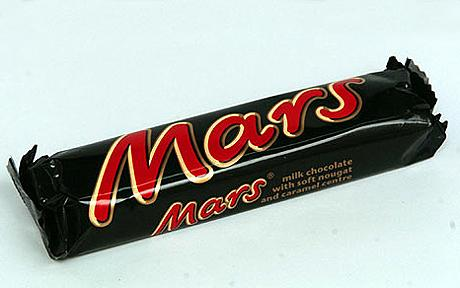 Mars
Mars®
milk chocolate
with soft nougat
and caramel centre